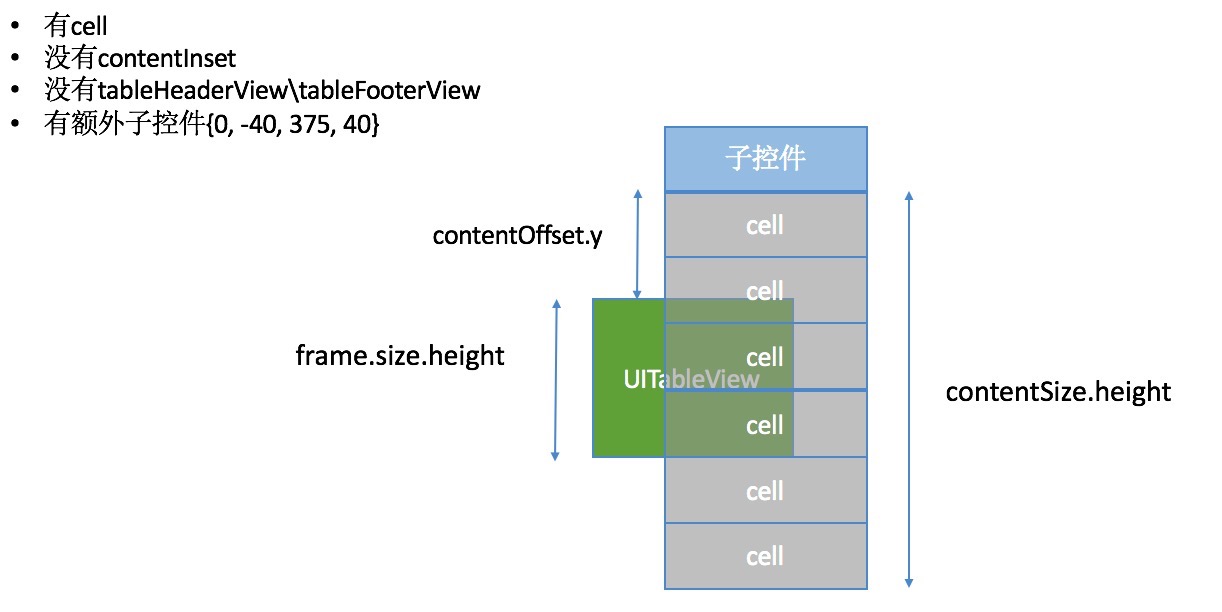 • 有cell
• 没有contentInset
• 没有tableHeaderView\tableFooterView
• 有额外子控件{0, -40, 375, 40}
子控件
cell
contentOffset.y
cell
frame.size.height
cell
UITableView
contentSize.height
cell
cell
cell